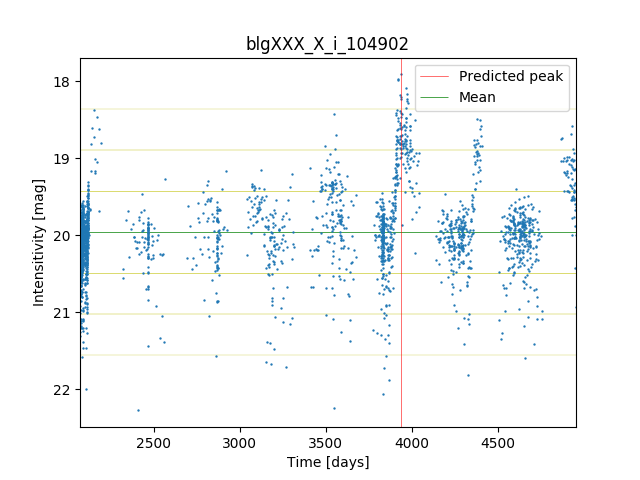 blgXXX_X_i_104902
Predicted peak
Mean
18
19
20
21
22
Intensitivity [mag]
2500 3000 3500 4000 4500
Time [days]